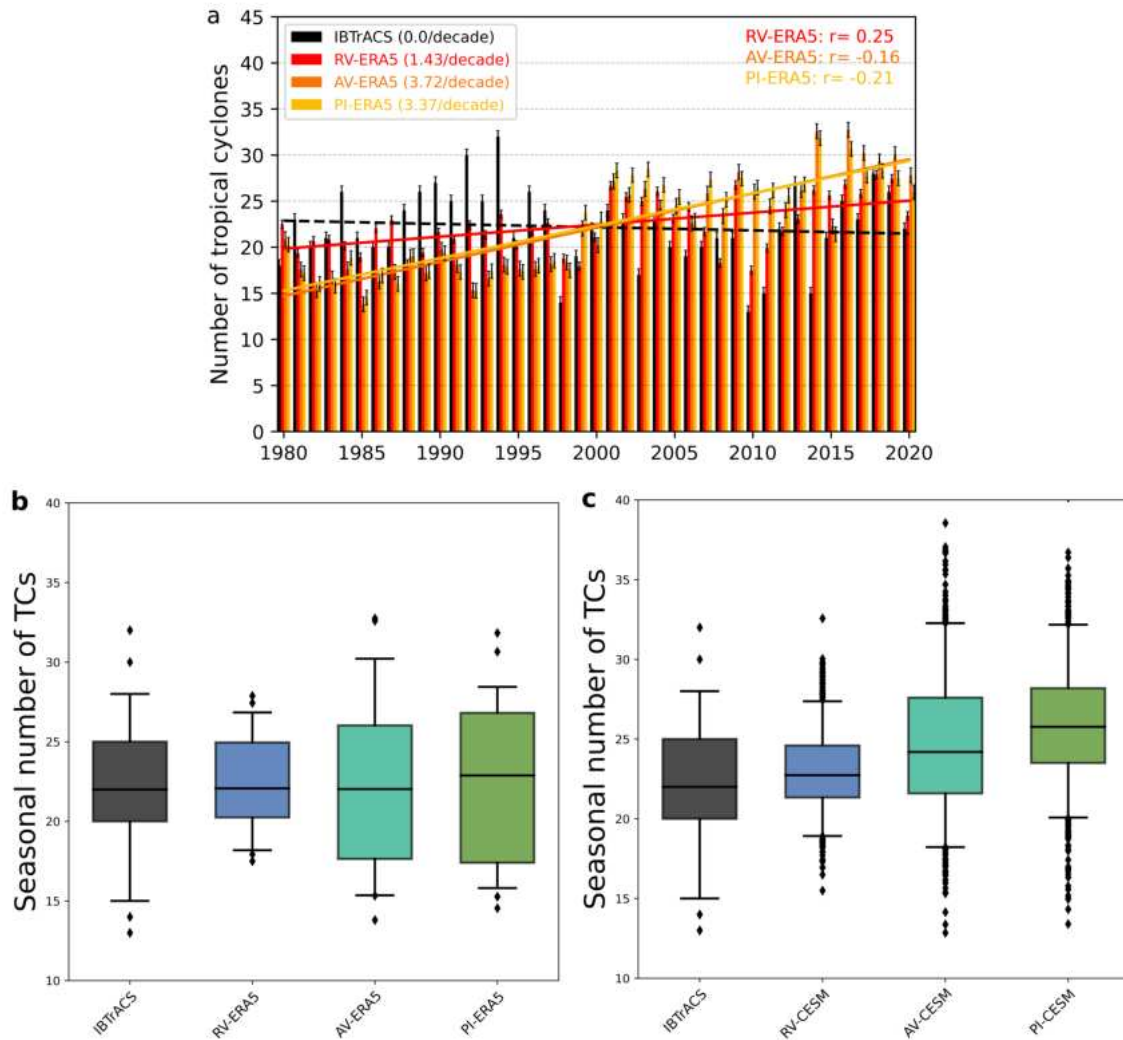 a
Number of tropical cyclones
45
40
35
30
25
20
15
10
5
0
IBTrACS (0.0/decade)
RV-ERA5 (1.43/decade)
AV-ERA5 (3.72/decade)
PI-ERA5 (3.37/decade)
RV-ERA5: r= 0.25
AV-ERA5: r= -0.16
PI-ERA5: r= -0.21
1980 1985 1990 1995 2000 2005 2010 2015 2020
b
Seasonal number of TCs
40
35
30
25
20
15
10
IBTrACS RV-ERA5 AV-ERA5 PI-ERA5
c
Seasonal number of TCs
40
35
30
25
20
15
10
IBTrACS RV-CESM AV-CESM PI-CESM